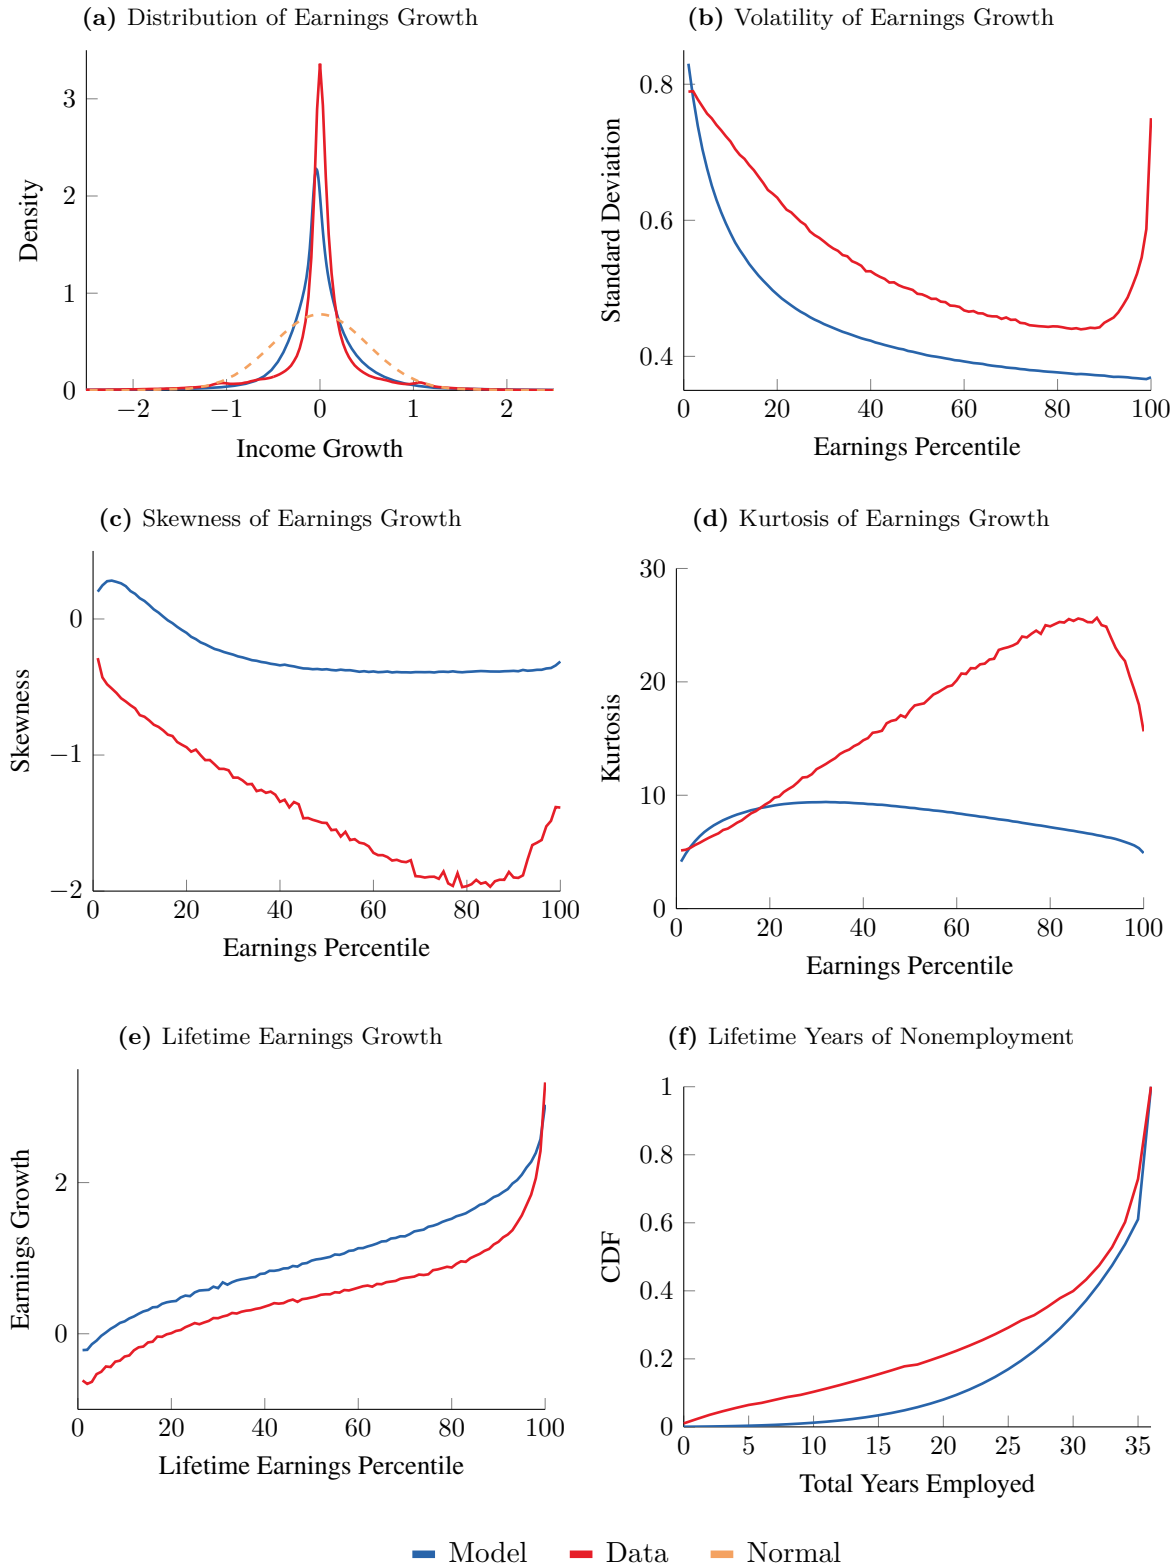 (a) Distribution of Earnings Growth
3
2
1
0
Density
−2
−1
0
1
2
Income Growth
(b) Volatility of Earnings Growth
0.8
0.6
0.4
Standard Deviation
0
20
40
60
80
100
Earnings Percentile
(c) Skewness of Earnings Growth
0
−1
−2
Skewness
0
20
40
60
80
100
Earnings Percentile
(d) Kurtosis of Earnings Growth
30
20
10
0
Kurtosis
0
20
40
60
80
100
Earnings Percentile
(e) Lifetime Earnings Growth
2
0
Earnings Growth
0
20
40
60
80
100
Lifetime Earnings Percentile
(f) Lifetime Years of Nonemployment
1
0.8
0.6
0.4
0.2
0
CDF
0
5
10
15
20
25
30
35
Total Years Employed
Model
Data
Normal